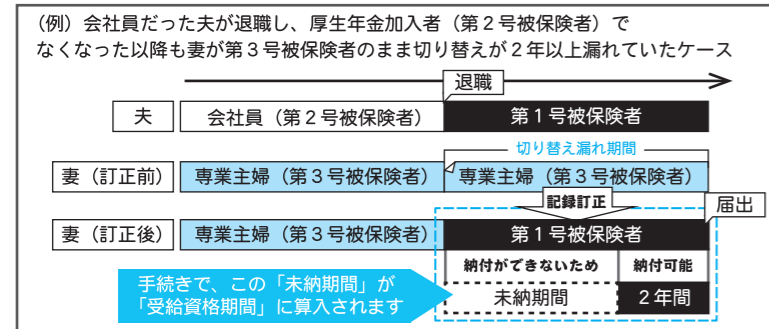 （例）会社員だった夫が退職し、厚生年金加入者（第２号被保険者）で
なくなった以降も妻が第３号被保険者のまま切り替えが２年以上漏れていたケース
退職
夫
会社員（第２号被保険者）
第１号被保険者
切り替え漏れ期間
妻（訂正前）
専業主婦（第３号被保険者）
専業主婦（第３号被保険者）
記録訂正
届出
妻（訂正後）
専業主婦（第３号被保険者）
第１号被保険者
納付ができないため
納付可能
手続きで、この「未納期間」が
「受給資格期間」に算入されます
未納期間
２年間